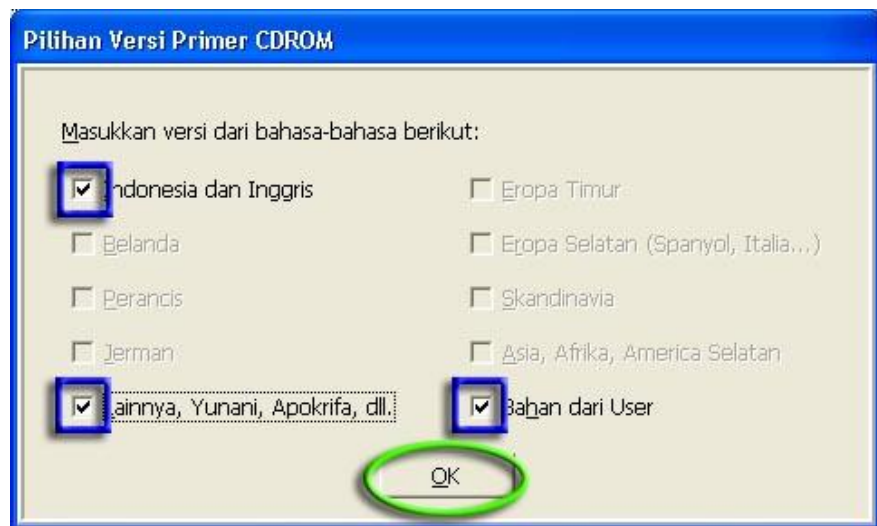 Pilihan Versi Primer CDROM
Masukkan versi dari bahasa-bahasa berikut:
Indonesia dan Inggris
Eropa Timur
Belanda
Eropa Selatan (Spanyol, Italia...)
Perancis
Skandinavia
Jerman
Asia, Afrika, America Selatan
Lainnya, Yunani, Apokrifa, dll.
Bahan dari User
OK